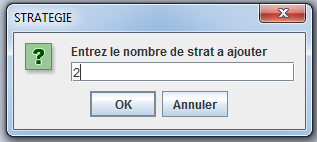 STRATEGIE
Entrez le nombre de strat a ajouter
2
OK Annuler